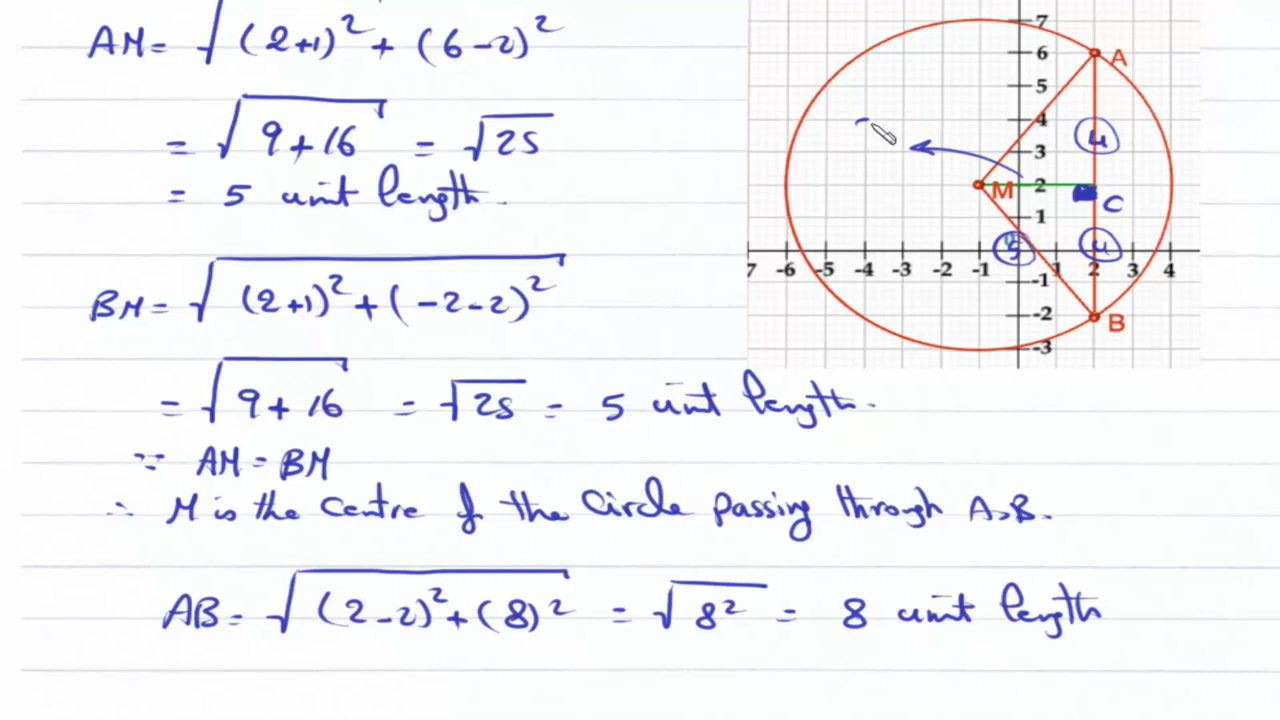 AM = √(2+1)² + (6-2)²
= √9+16 = √25
= 5 unit length.
BM = √(2+1)² + (-2-2)²
= √9+16 = √25 = 5 unit length.
∵ AM = BM
∴ M is the Centre of the Circle passing through A,B.
AB = √(2-2)² + (8)² = √8² = 8 unit length
7
6 A
5
4 4
3
M 2 C
1
5 4
7 -6 -5 -4 -3 -2 -1 1 2 3 4
-1
-2 B
-3